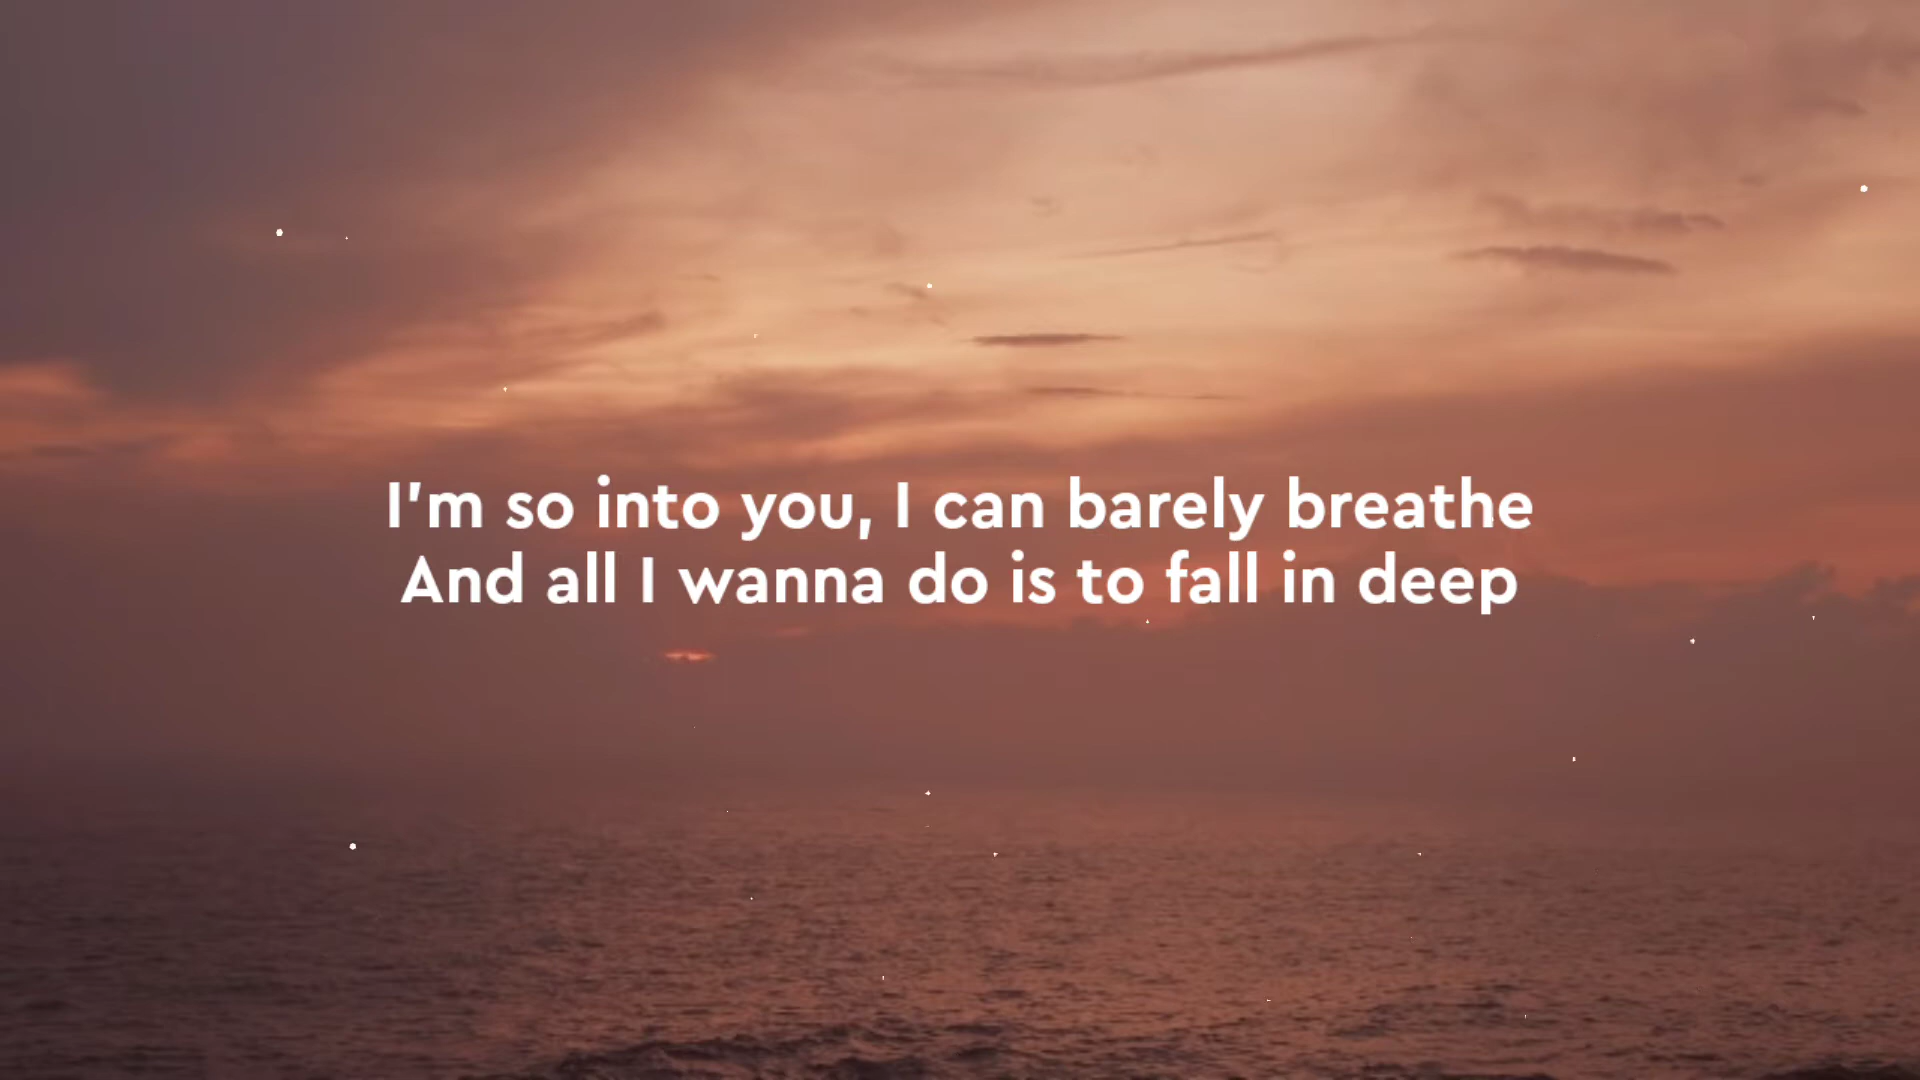 I'm so into you, I can barely breathe
And all I wanna do is to fall in deep